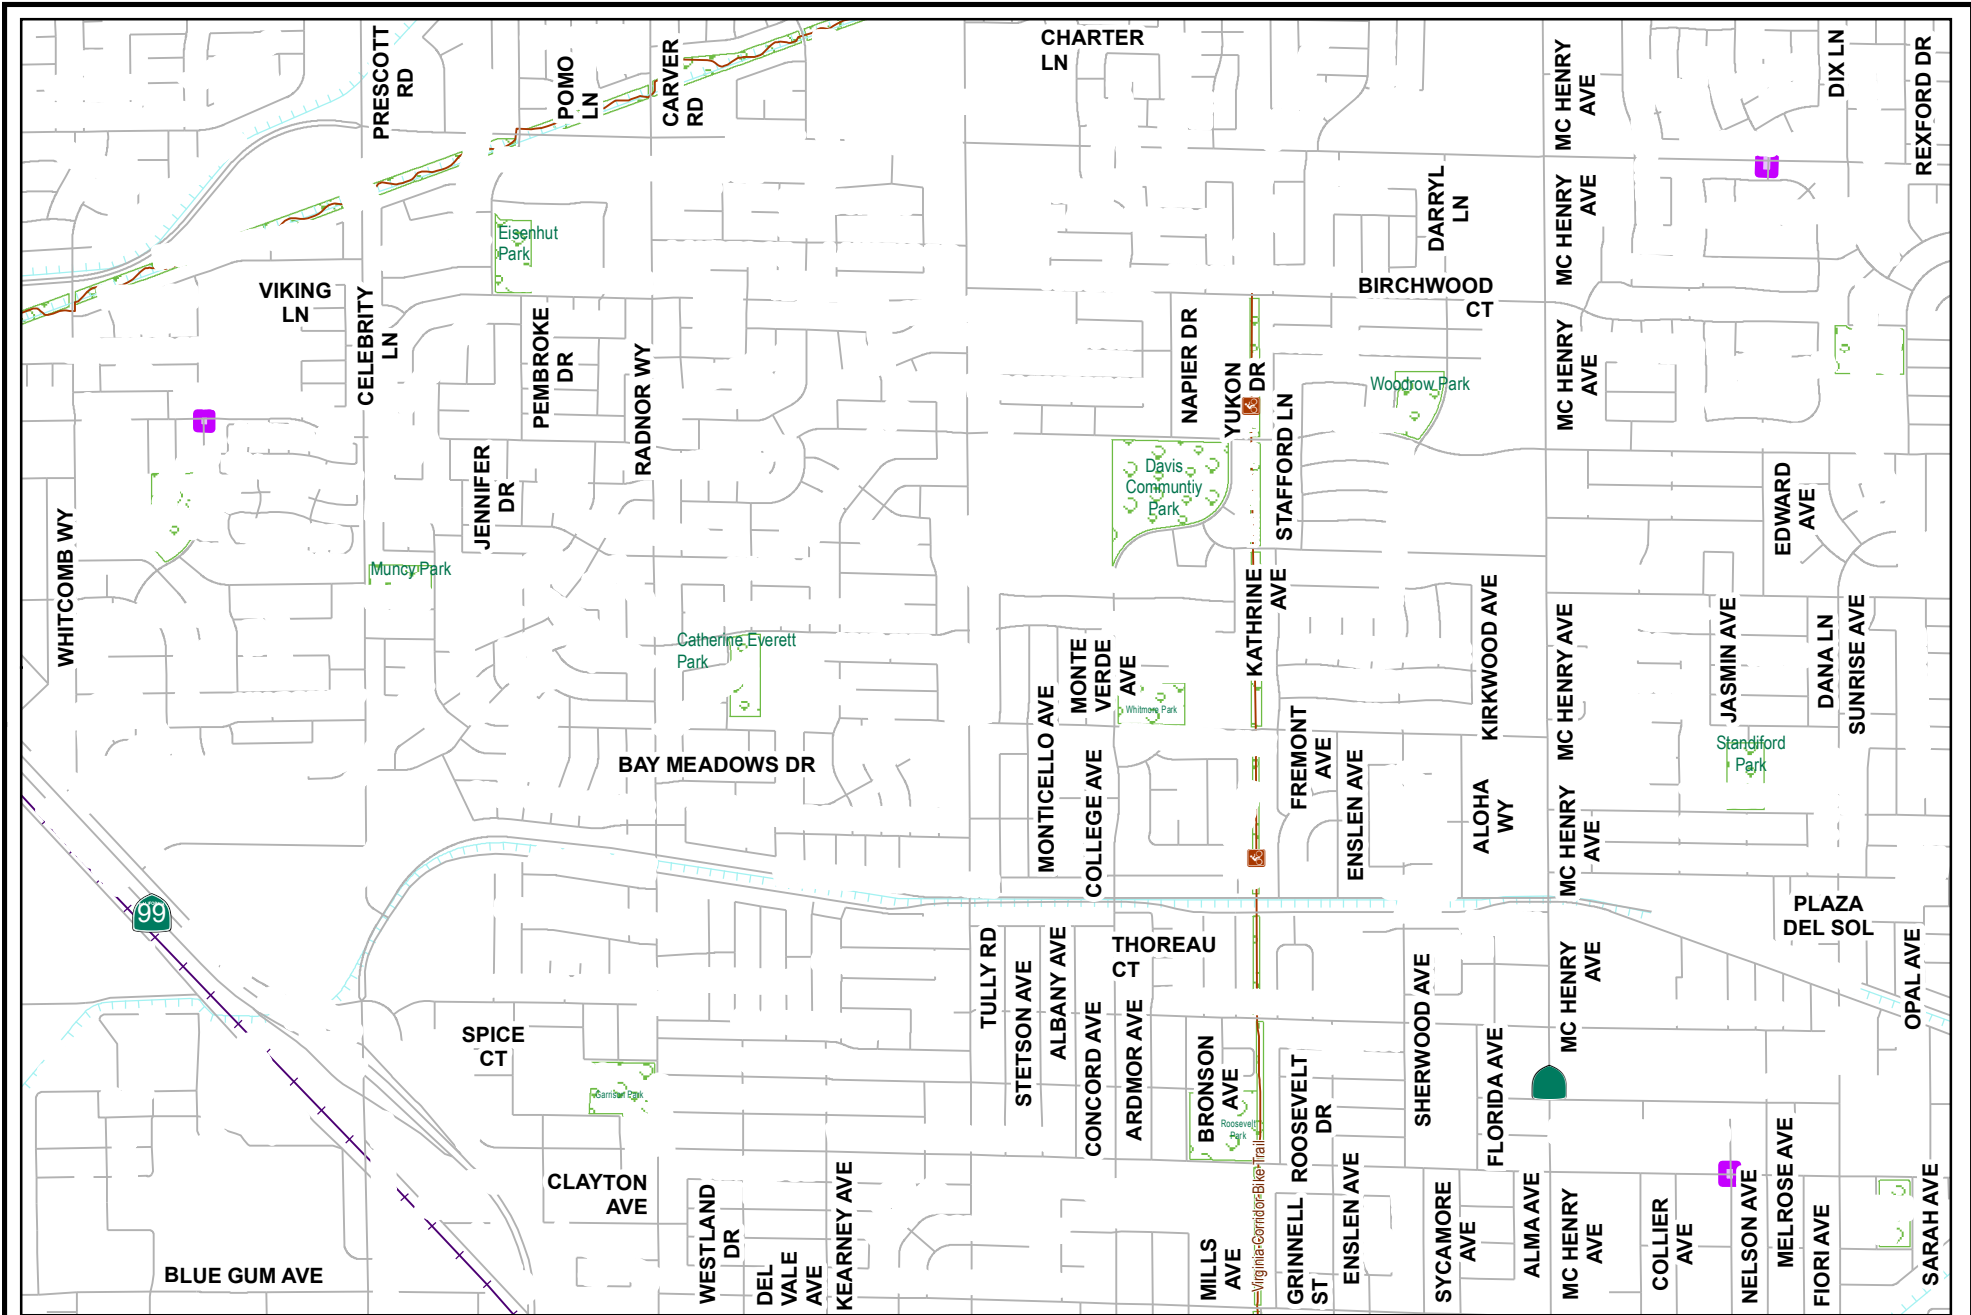 CHARTER
LN
PRESCOTT
RD
POMO
LN
CARVER
RD
MC HENRY
AVE
DIX LN
REXFORD DR
MC HENRY
AVE
DARRYL
LN
Eisenhut
Park
VIKING
LN
CELEBRITY
LN
PEMBROKE
DR
RADNOR WY
BIRCHWOOD
CT
NAPIER DR
YUKON
DR
STAFFORD LN
Woodrow Park
MC HENRY
AVE
JENNIFER
DR
Davis
Communtiy
Park
EDWARD
AVE
WHITCOMB WY
Muncy Park
KATHRINE
AVE
KIRKWOOD AVE
MC HENRY AVE
JASMIN AVE
DANA LN
SUNRISE AVE
Catherine Everett
Park
MONTE
VERDE
AVE
Whitmore Park
MONTICELLO AVE
COLLEGE AVE
FREMONT
AVE
ENSLEN AVE
ALOHA
WY
MC HENRY
AVE
Standiford
Park
BAY MEADOWS DR
99
PLAZA
DEL SOL
THOREAU
CT
TULLY RD
STETSON AVE
ALBANY AVE
CONCORD AVE
ARDMOR AVE
SHERWOOD AVE
MC HENRY
AVE
OPAL AVE
SPICE
CT
Garrison Park
BRONSON
AVE
Roosevelt
Park
ROOSEVELT
DR
FLORIDA AVE
CLAYTON
AVE
WESTLAND
DR
DEL
VALE
AVE
KEARNEY AVE
MILLS
AVE
Virginia Corridor Bike Trail
GRINNELL
ST
ENSLEN AVE
SYCAMORE
AVE
ALMA AVE
MC HENRY
AVE
COLLIER
AVE
NELSON AVE
MELROSE AVE
FIORI AVE
SARAH AVE
BLUE GUM AVE